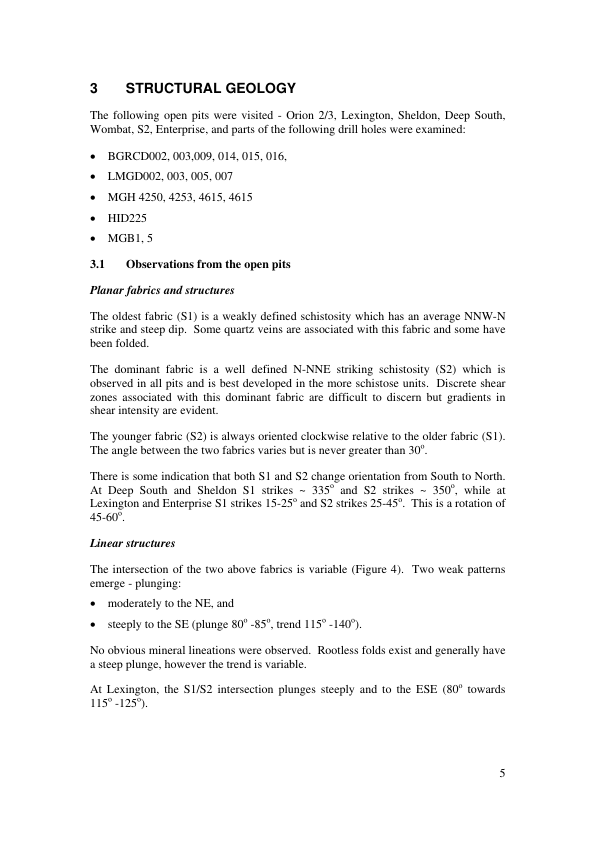 3 STRUCTURAL GEOLOGY
The following open pits were visited - Orion 2/3, Lexington, Sheldon, Deep South,
Wombat, S2, Enterprise, and parts of the following drill holes were examined:
• BGRCD002, 003,009, 014, 015, 016,
• LMGD002, 003, 005, 007
• MGH 4250, 4253, 4615, 4615
• HID225
• MGB1, 5
3.1 Observations from the open pits
Planar fabrics and structures
The oldest fabric (S1) is a weakly defined schistosity which has an average NNW-N
strike and steep dip. Some quartz veins are associated with this fabric and some have
been folded.
The dominant fabric is a well defined N-NNE striking schistosity (S2) which is
observed in all pits and is best developed in the more schistose units. Discrete shear
zones associated with this dominant fabric are difficult to discern but gradients in
shear intensity are evident.
The younger fabric (S2) is always oriented clockwise relative to the older fabric (S1).
The angle between the two fabrics varies but is never greater than 30°.
There is some indication that both S1 and S2 change orientation from South to North.
At Deep South and Sheldon S1 strikes ~ 335° and S2 strikes ~ 350°, while at
Lexington and Enterprise S1 strikes 15-25° and S2 strikes 25-45°. This is a rotation of
45-60°.
Linear structures
The intersection of the two above fabrics is variable (Figure 4). Two weak patterns
emerge - plunging:
• moderately to the NE, and
• steeply to the SE (plunge 80° -85°, trend 115° -140°).
No obvious mineral lineations were observed. Rootless folds exist and generally have
a steep plunge, however the trend is variable.
At Lexington, the S1/S2 intersection plunges steeply and to the ESE (80° towards
115° -125°).
5